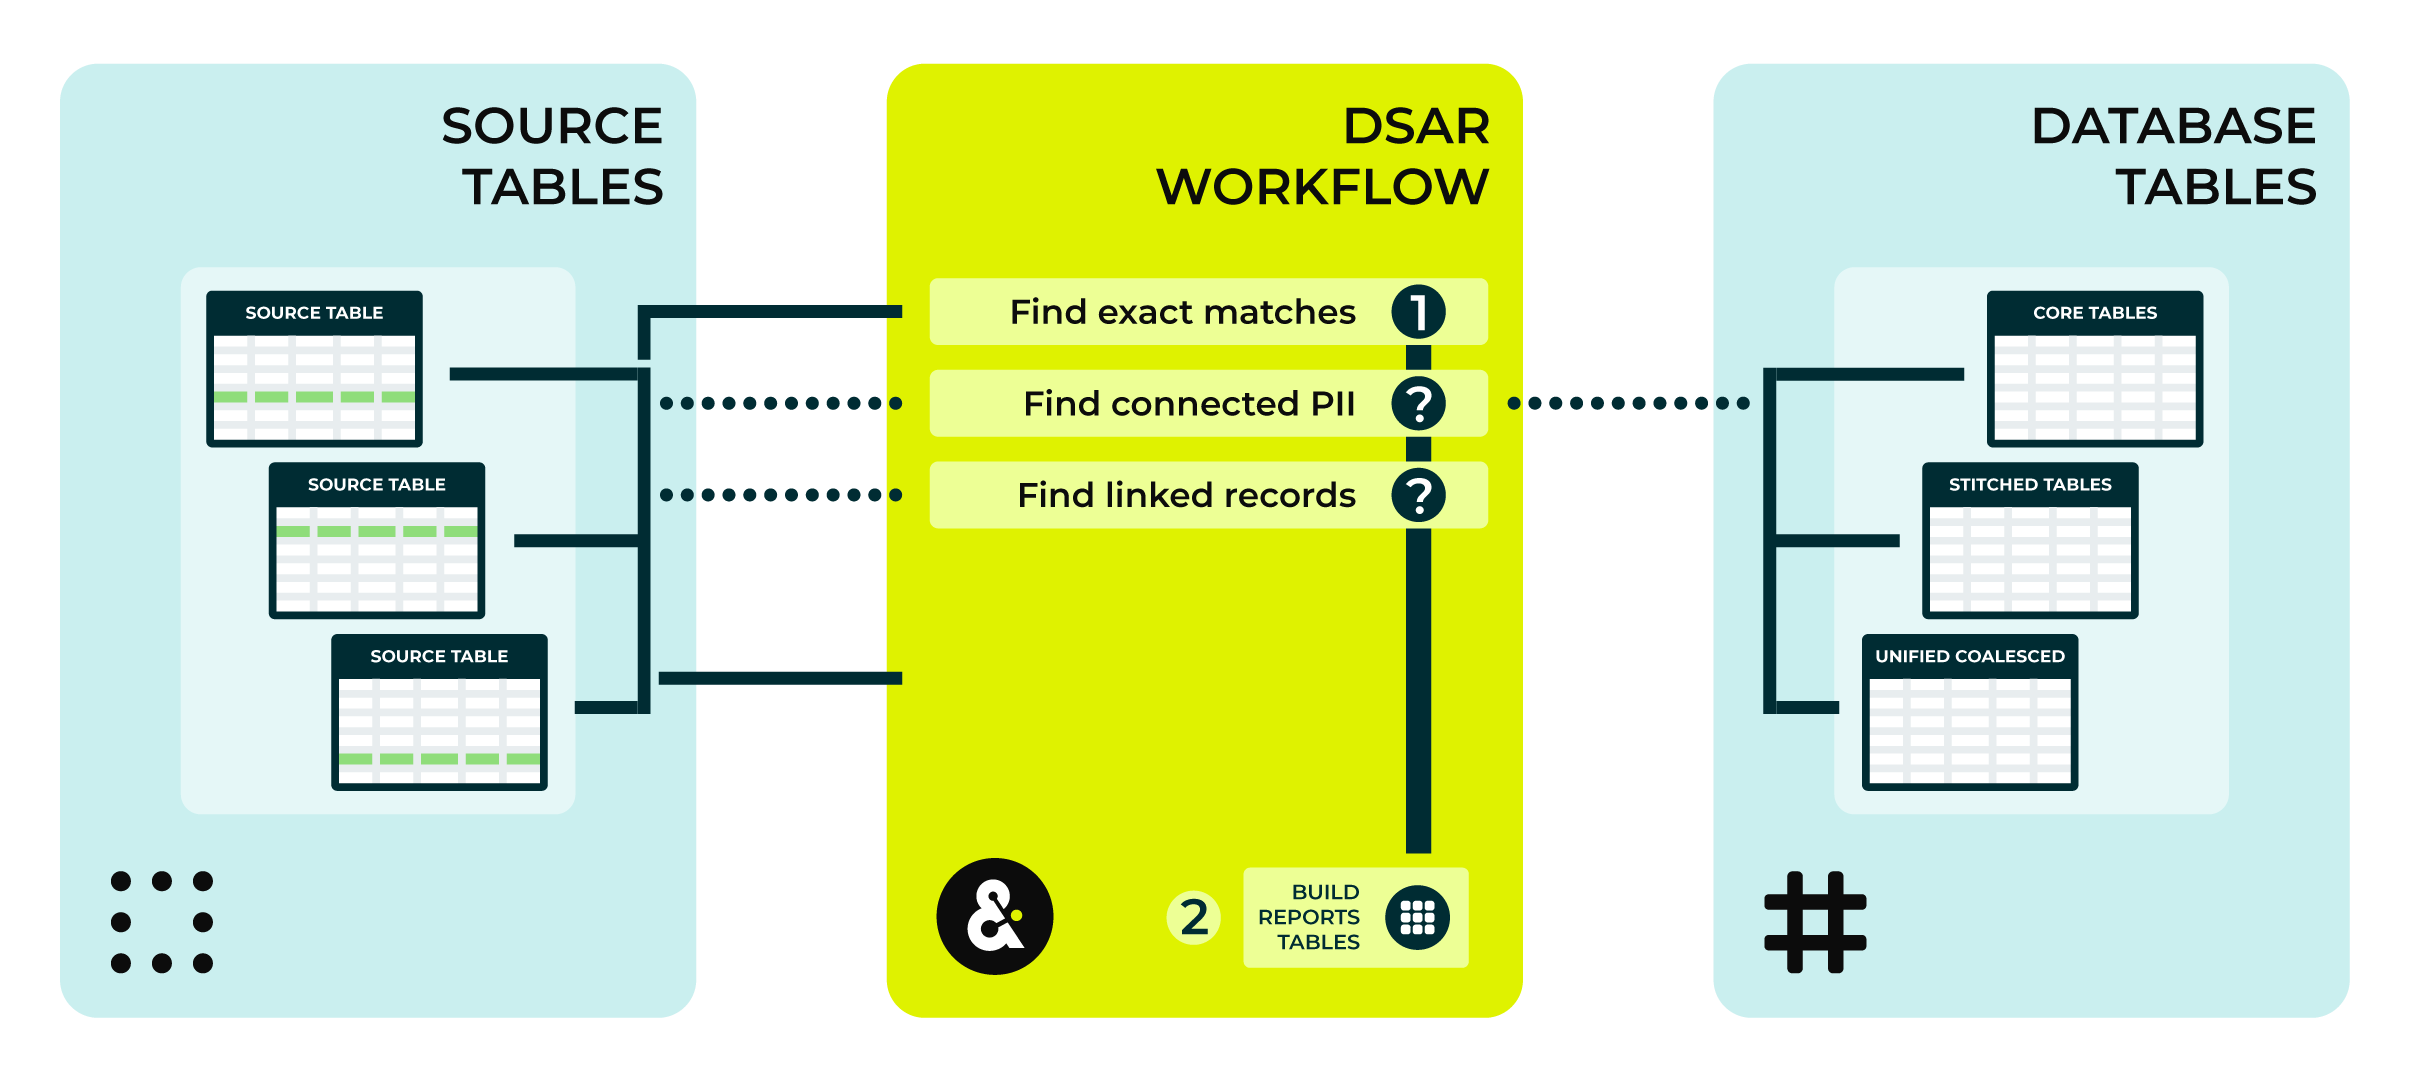 SOURCE
TABLES
SOURCE TABLE
SOURCE TABLE
SOURCE TABLE
DSAR
WORKFLOW
Find exact matches 1
Find connected PII ?
Find linked records ?
&
2
BUILD
REPORTS
TABLES
DATABASE
TABLES
CORE TABLES
STITCHED TABLES
UNIFIED COALESCED
#